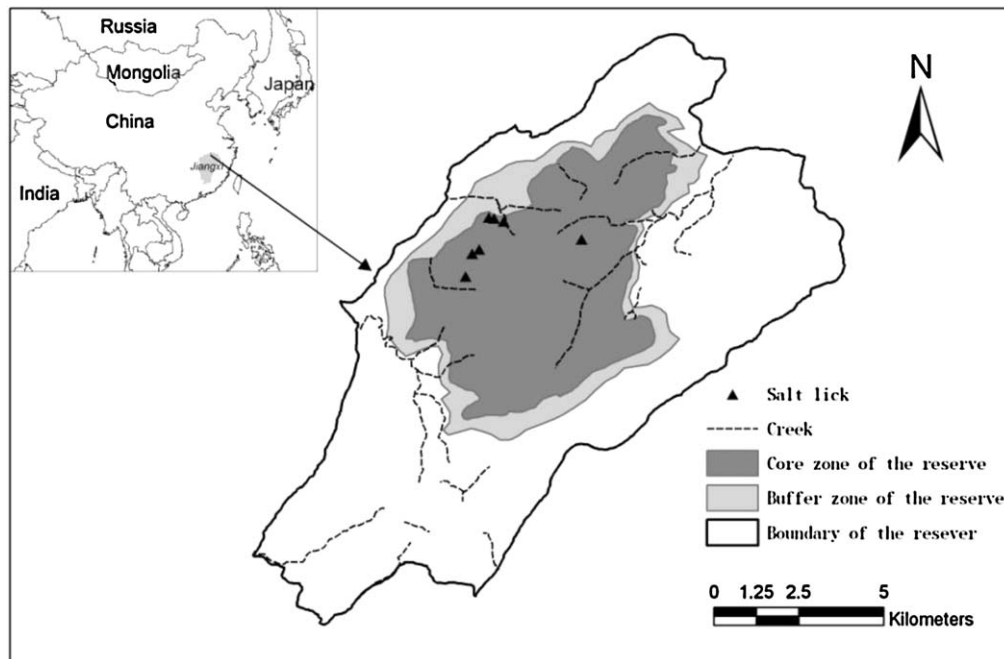 Russia
Mongolia
Japan
China
Jiangxi
India
N
Salt lick
Creek
Core zone of the reserve
Buffer zone of the reserve
Boundary of the resever
0 1.25 2.5 5
Kilometers